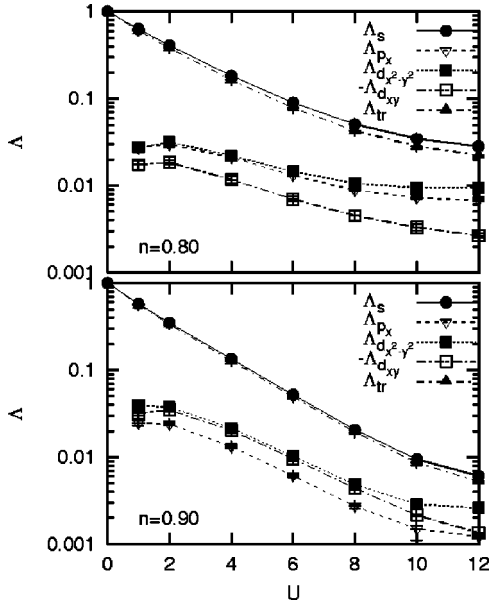 1
Λs
Λpx
0.1
Λdx²-y²
-Λdxy
Λtr
Λ
0.01
n=0.80
0.001
1
Λs
Λpx
0.1
Λdx²-y²
-Λdxy
Λtr
Λ
0.01
n=0.90
0.001
0 2 4 6 8 10 12
U